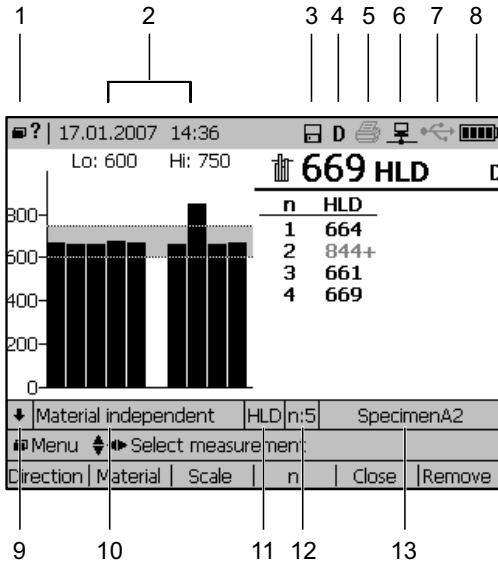 1 2 3 4 5 6 7 8
? 17.01.2007 14:36 D
Lo: 600 Hi: 750
669 HLD D
n HLD
1 664
2 844+
3 661
4 669
800
600
400
200
0
Material independent HLD n:5 SpecimenA2
Menu Select measurement
Direction Material Scale n Close Remove
9 10 11 12 13